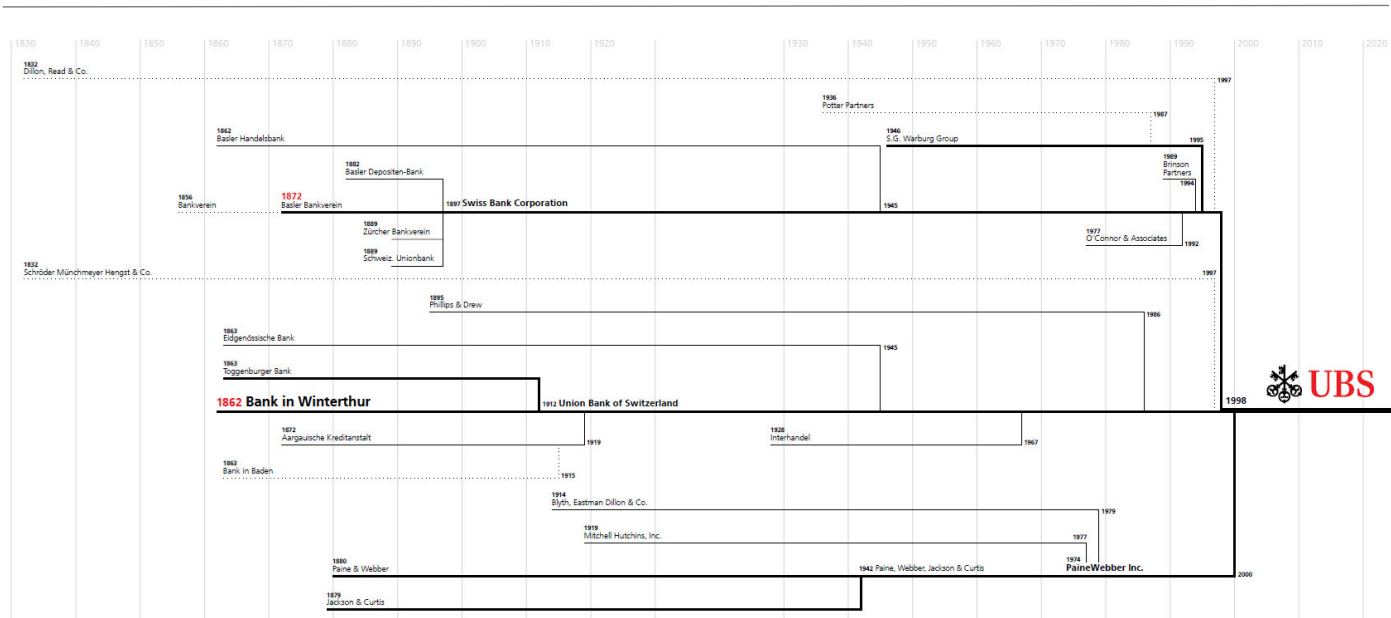 1830 1840 1850 1860 1870 1880 1890 1900 1910 1920 1930 1940 1950 1960 1970 1980 1990 2000 2010 2020
1832
Dillon, Read & Co.
1997
1936
Potter Partners
1987
1862
Basler Handelsbank
1946
S.G. Warburg Group
1995
1882
Basler Depositen-Bank
1989
Brinson
Partners
1994
1856
Bankverein
1872
Basler Bankverein
1897 Swiss Bank Corporation
1945
1889
Zürcher Bankverein
1977
O'Connor & Associates
1992
1889
Schweiz. Unionbank
1832
Schröder Münchmeyer Hengst & Co.
1997
1895
Phillips & Drew
1986
1863
Eidgenössische Bank
1945
1863
Toggenburger Bank
UBS
1862 Bank in Winterthur
1912 Union Bank of Switzerland
1998
1872
Aargauische Kreditanstalt
1919
1928
Interhandel
1967
1863
Bank in Baden
1915
1914
Blyth, Eastman Dillon & Co.
1979
1919
Mitchell Hutchins, Inc.
1977
1880
Paine & Webber
1942 Paine, Webber, Jackson & Curtis
1974
PaineWebber Inc.
2000
1879
Jackson & Curtis